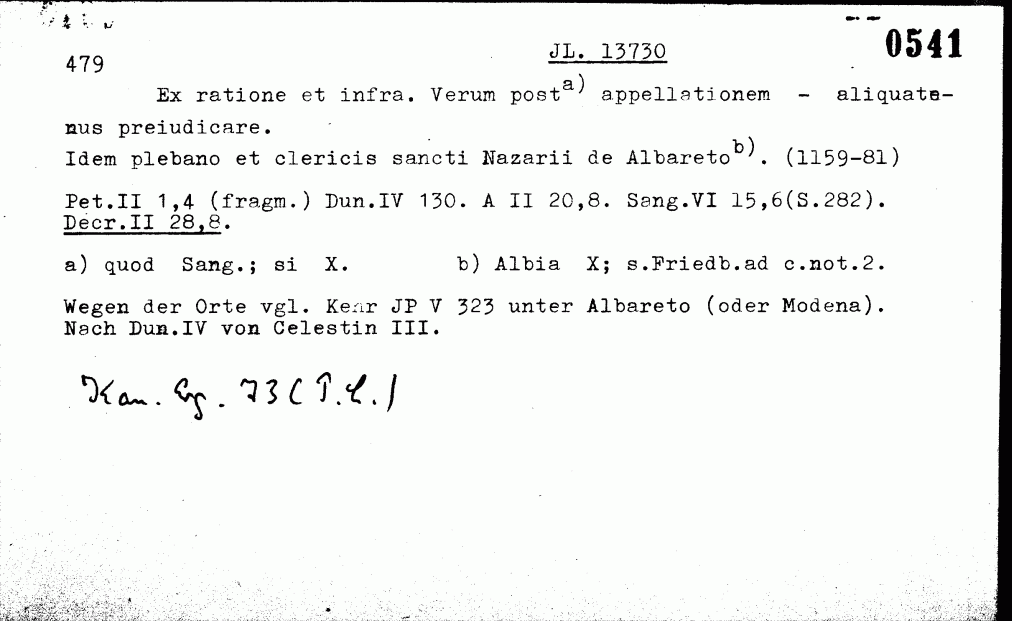 0541
479 JL. 13730
Ex ratione et infra. Verum post a) appellationem - aliquate-
nus preiudicare.
Idem plebano et clericis sancti Nazarii de Albareto b). (1159-81)
Pet.II 1,4 (fragm.) Dun.IV 130. A II 20,8. Sang.VI 15,6(S.282).
Decr.II 28,8.
a) quod Sang.; si X. b) Albia X; s.Friedb.ad c.not.2.
Wegen der Orte vgl. Kehr JP V 323 unter Albareto (oder Modena).
Nach Dun.IV von Celestin III.
Kan. Erg. 73 (T.L.)